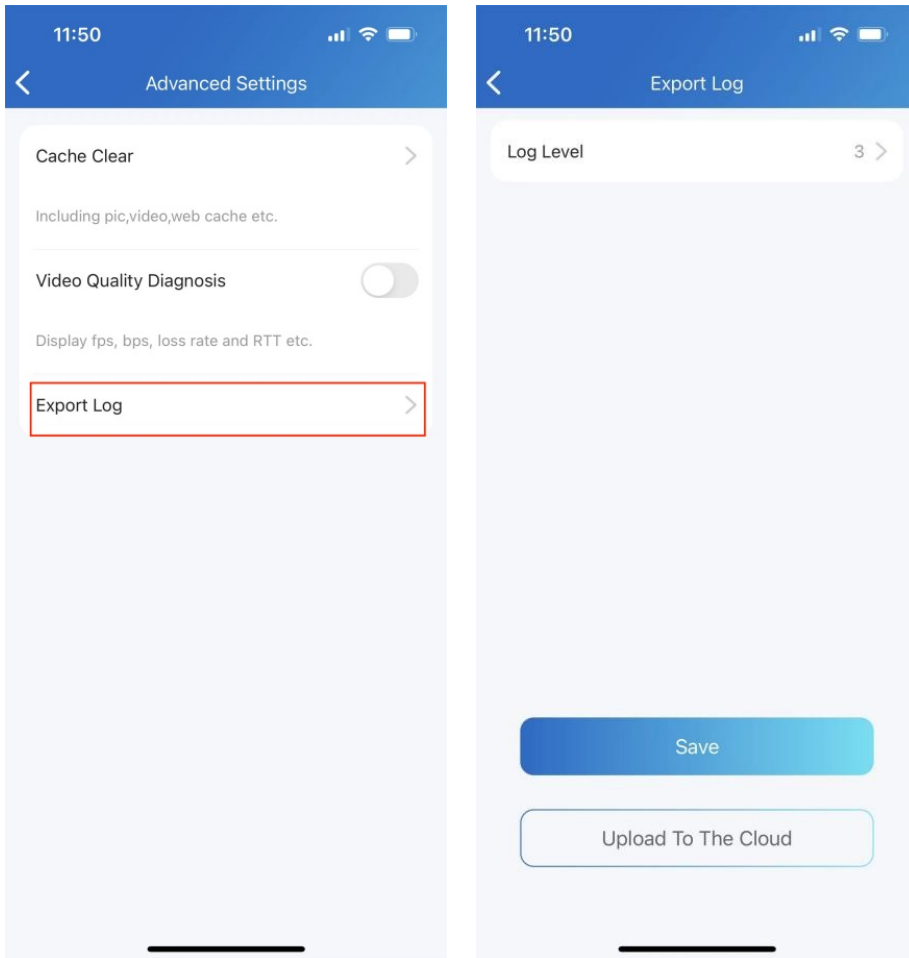 11:50
Advanced Settings
Cache Clear
Including pic,video,web cache etc.
Video Quality Diagnosis
Display fps, bps, loss rate and RTT etc.
Export Log
11:50
Export Log
Log Level 3
Save
Upload To The Cloud